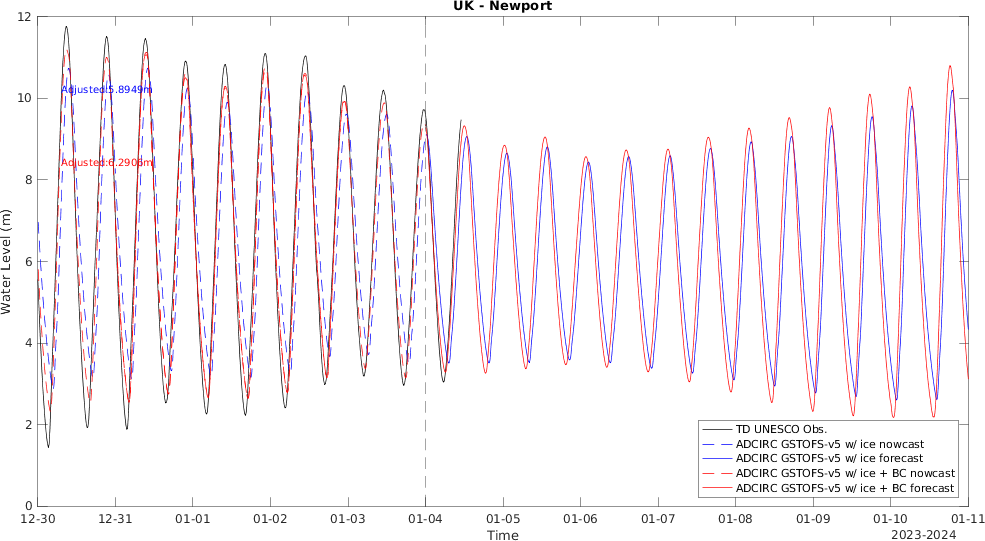 UK - Newport
Water Level (m)
12
10
8
6
4
2
0
Adjusted:5.8949m
Adjusted:6.2906m
TD UNESCO Obs.
ADCIRC GSTOFS-v5 w/ ice nowcast
ADCIRC GSTOFS-v5 w/ ice forecast
ADCIRC GSTOFS-v5 w/ ice + BC nowcast
ADCIRC GSTOFS-v5 w/ ice + BC forecast
12-30 12-31 01-01 01-02 01-03 01-04 01-05 01-06 01-07 01-08 01-09 01-10 01-11
Time
2023-2024